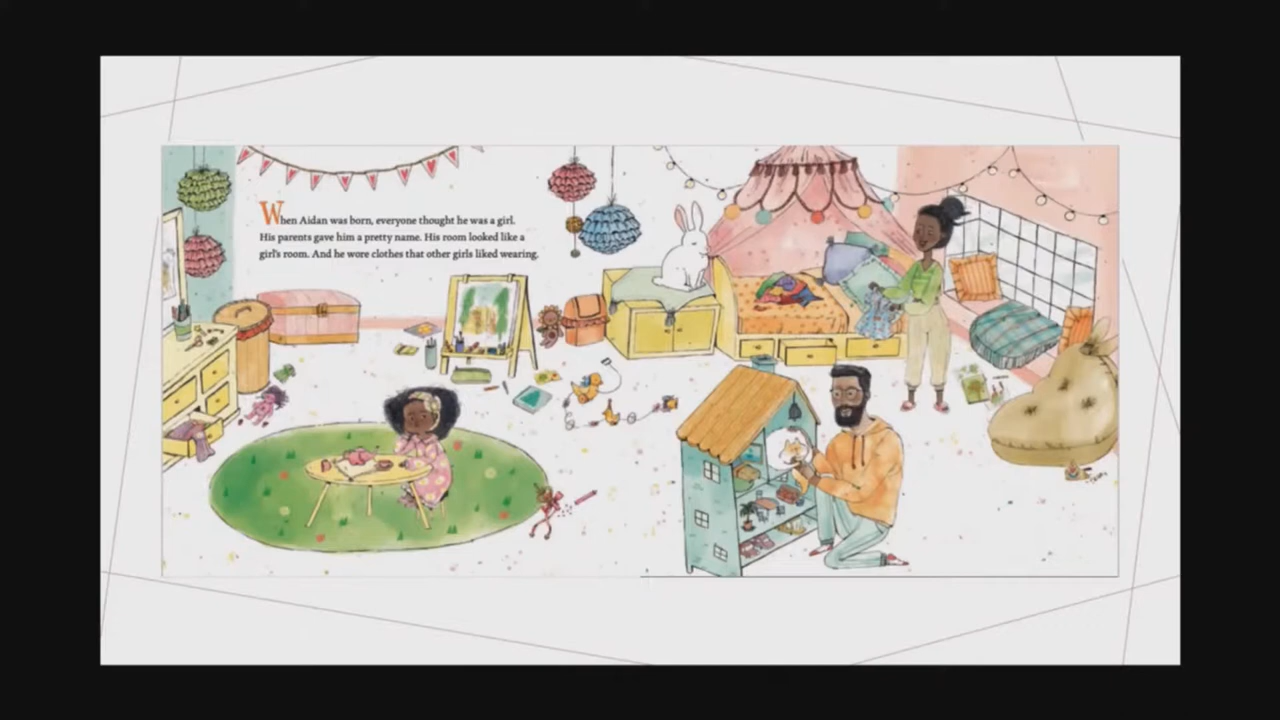 When Aidan was born, everyone thought he was a girl.
His parents gave him a pretty name. His room looked like a
girl's room. And he wore clothes that other girls liked wearing.